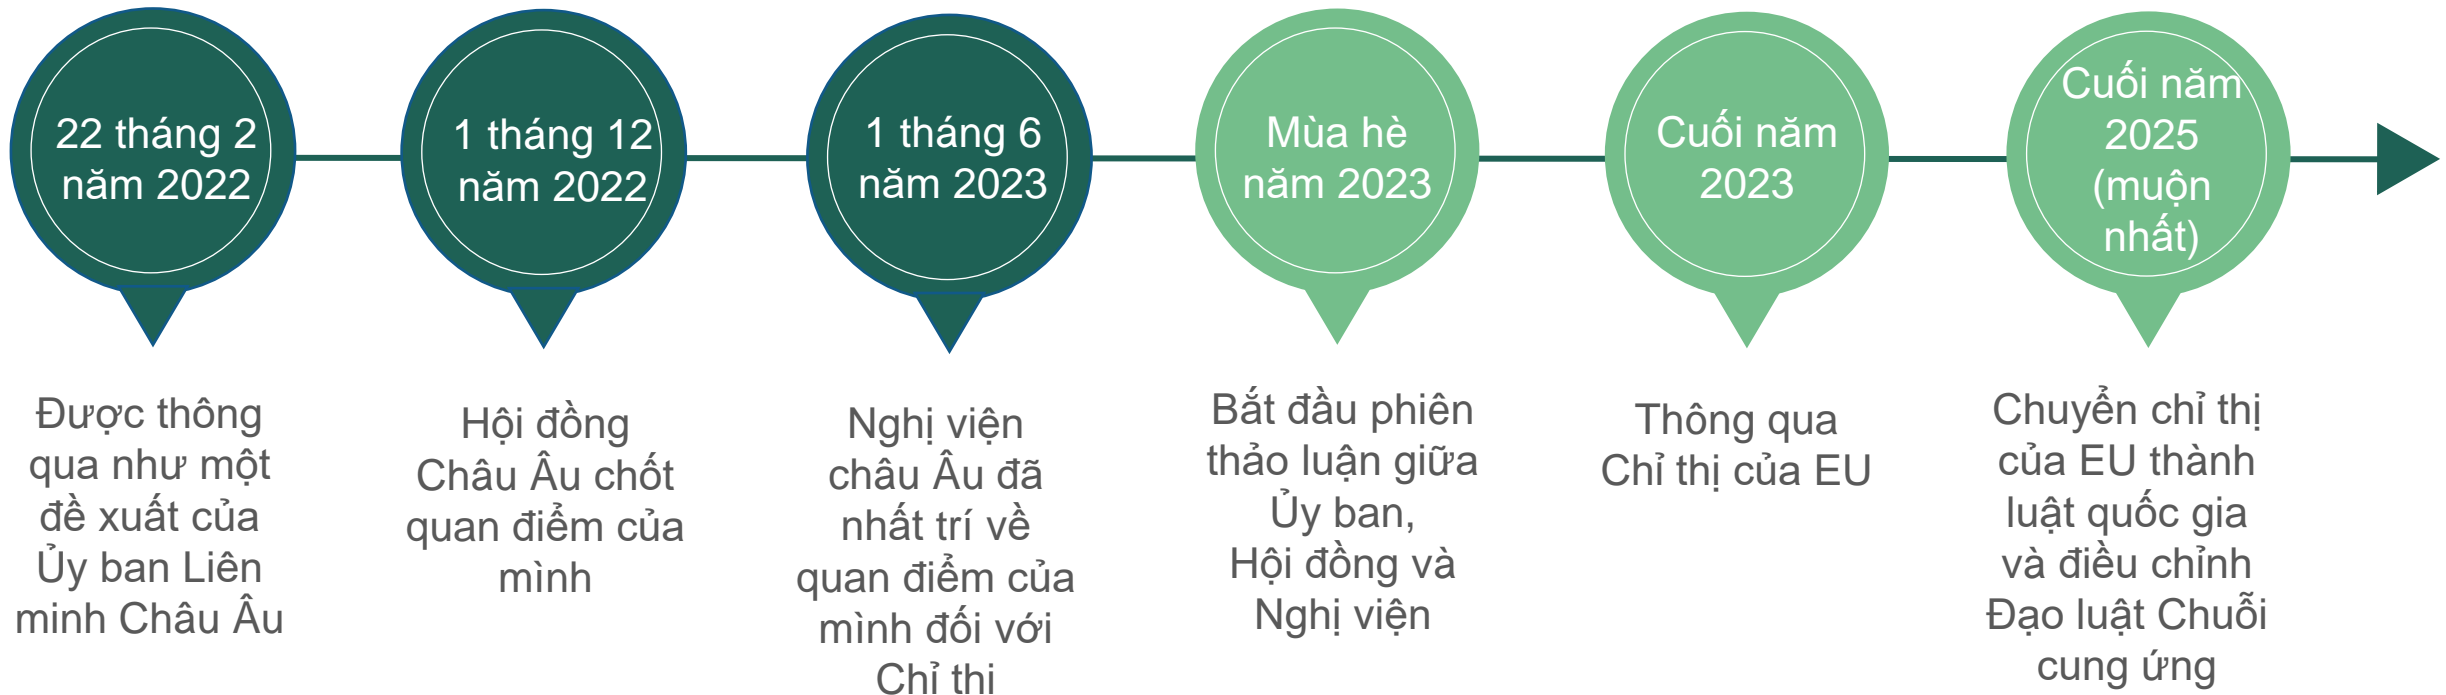 22 tháng 2
năm 2022
1 tháng 12
năm 2022
1 tháng 6
năm 2023
Mùa hè
năm 2023
Cuối năm
2023
Cuối năm
2025
(muộn
nhất)
Được thông
qua như một
đề xuất của
Ủy ban Liên
minh Châu Âu
Hội đồng
Châu Âu chốt
quan điểm của
mình
Nghị viện
châu Âu đã
nhất trí về
quan điểm của
mình đối với
Chỉ thi
Bắt đầu phiên
thảo luận giữa
Ủy ban,
Hội đồng và
Nghị viện
Thông qua
Chỉ thị của EU
Chuyển chỉ thị
của EU thành
luật quốc gia
và điều chỉnh
Đạo luật Chuỗi
cung ứng